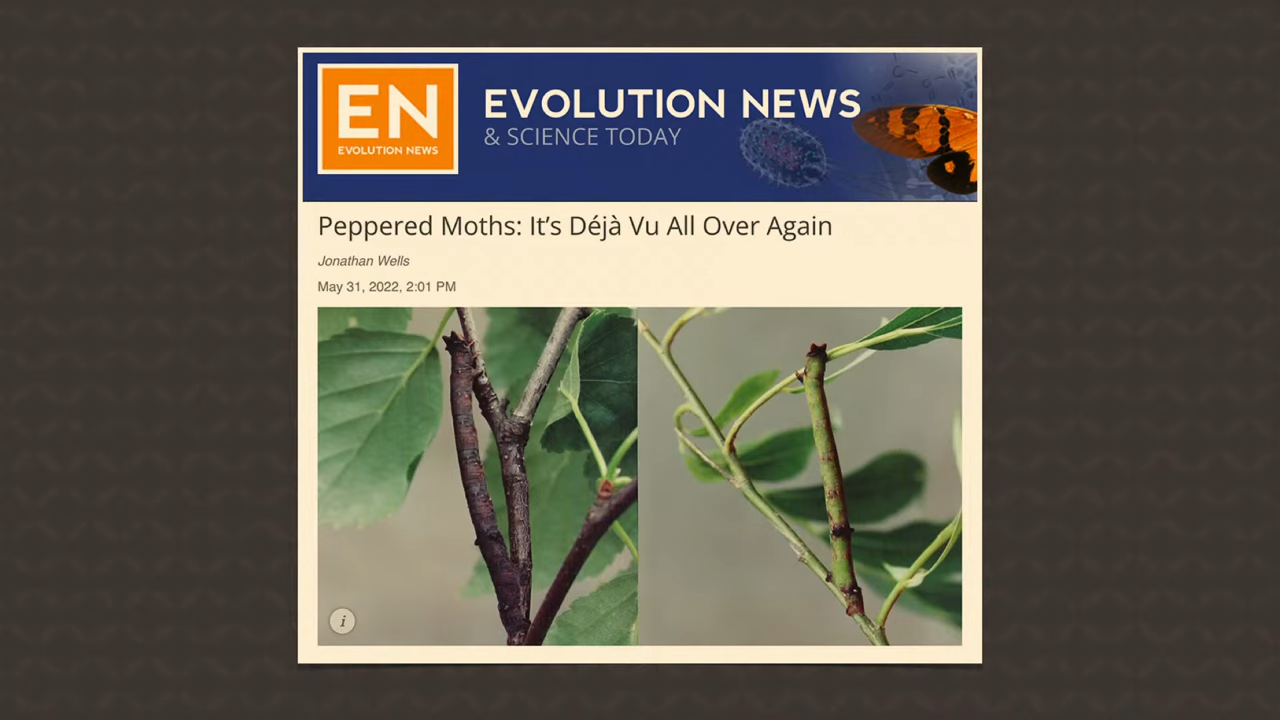 EN
EVOLUTION NEWS
EVOLUTION NEWS
& SCIENCE TODAY
Peppered Moths: It’s Déjà Vu All Over Again
Jonathan Wells
May 31, 2022, 2:01 PM
i